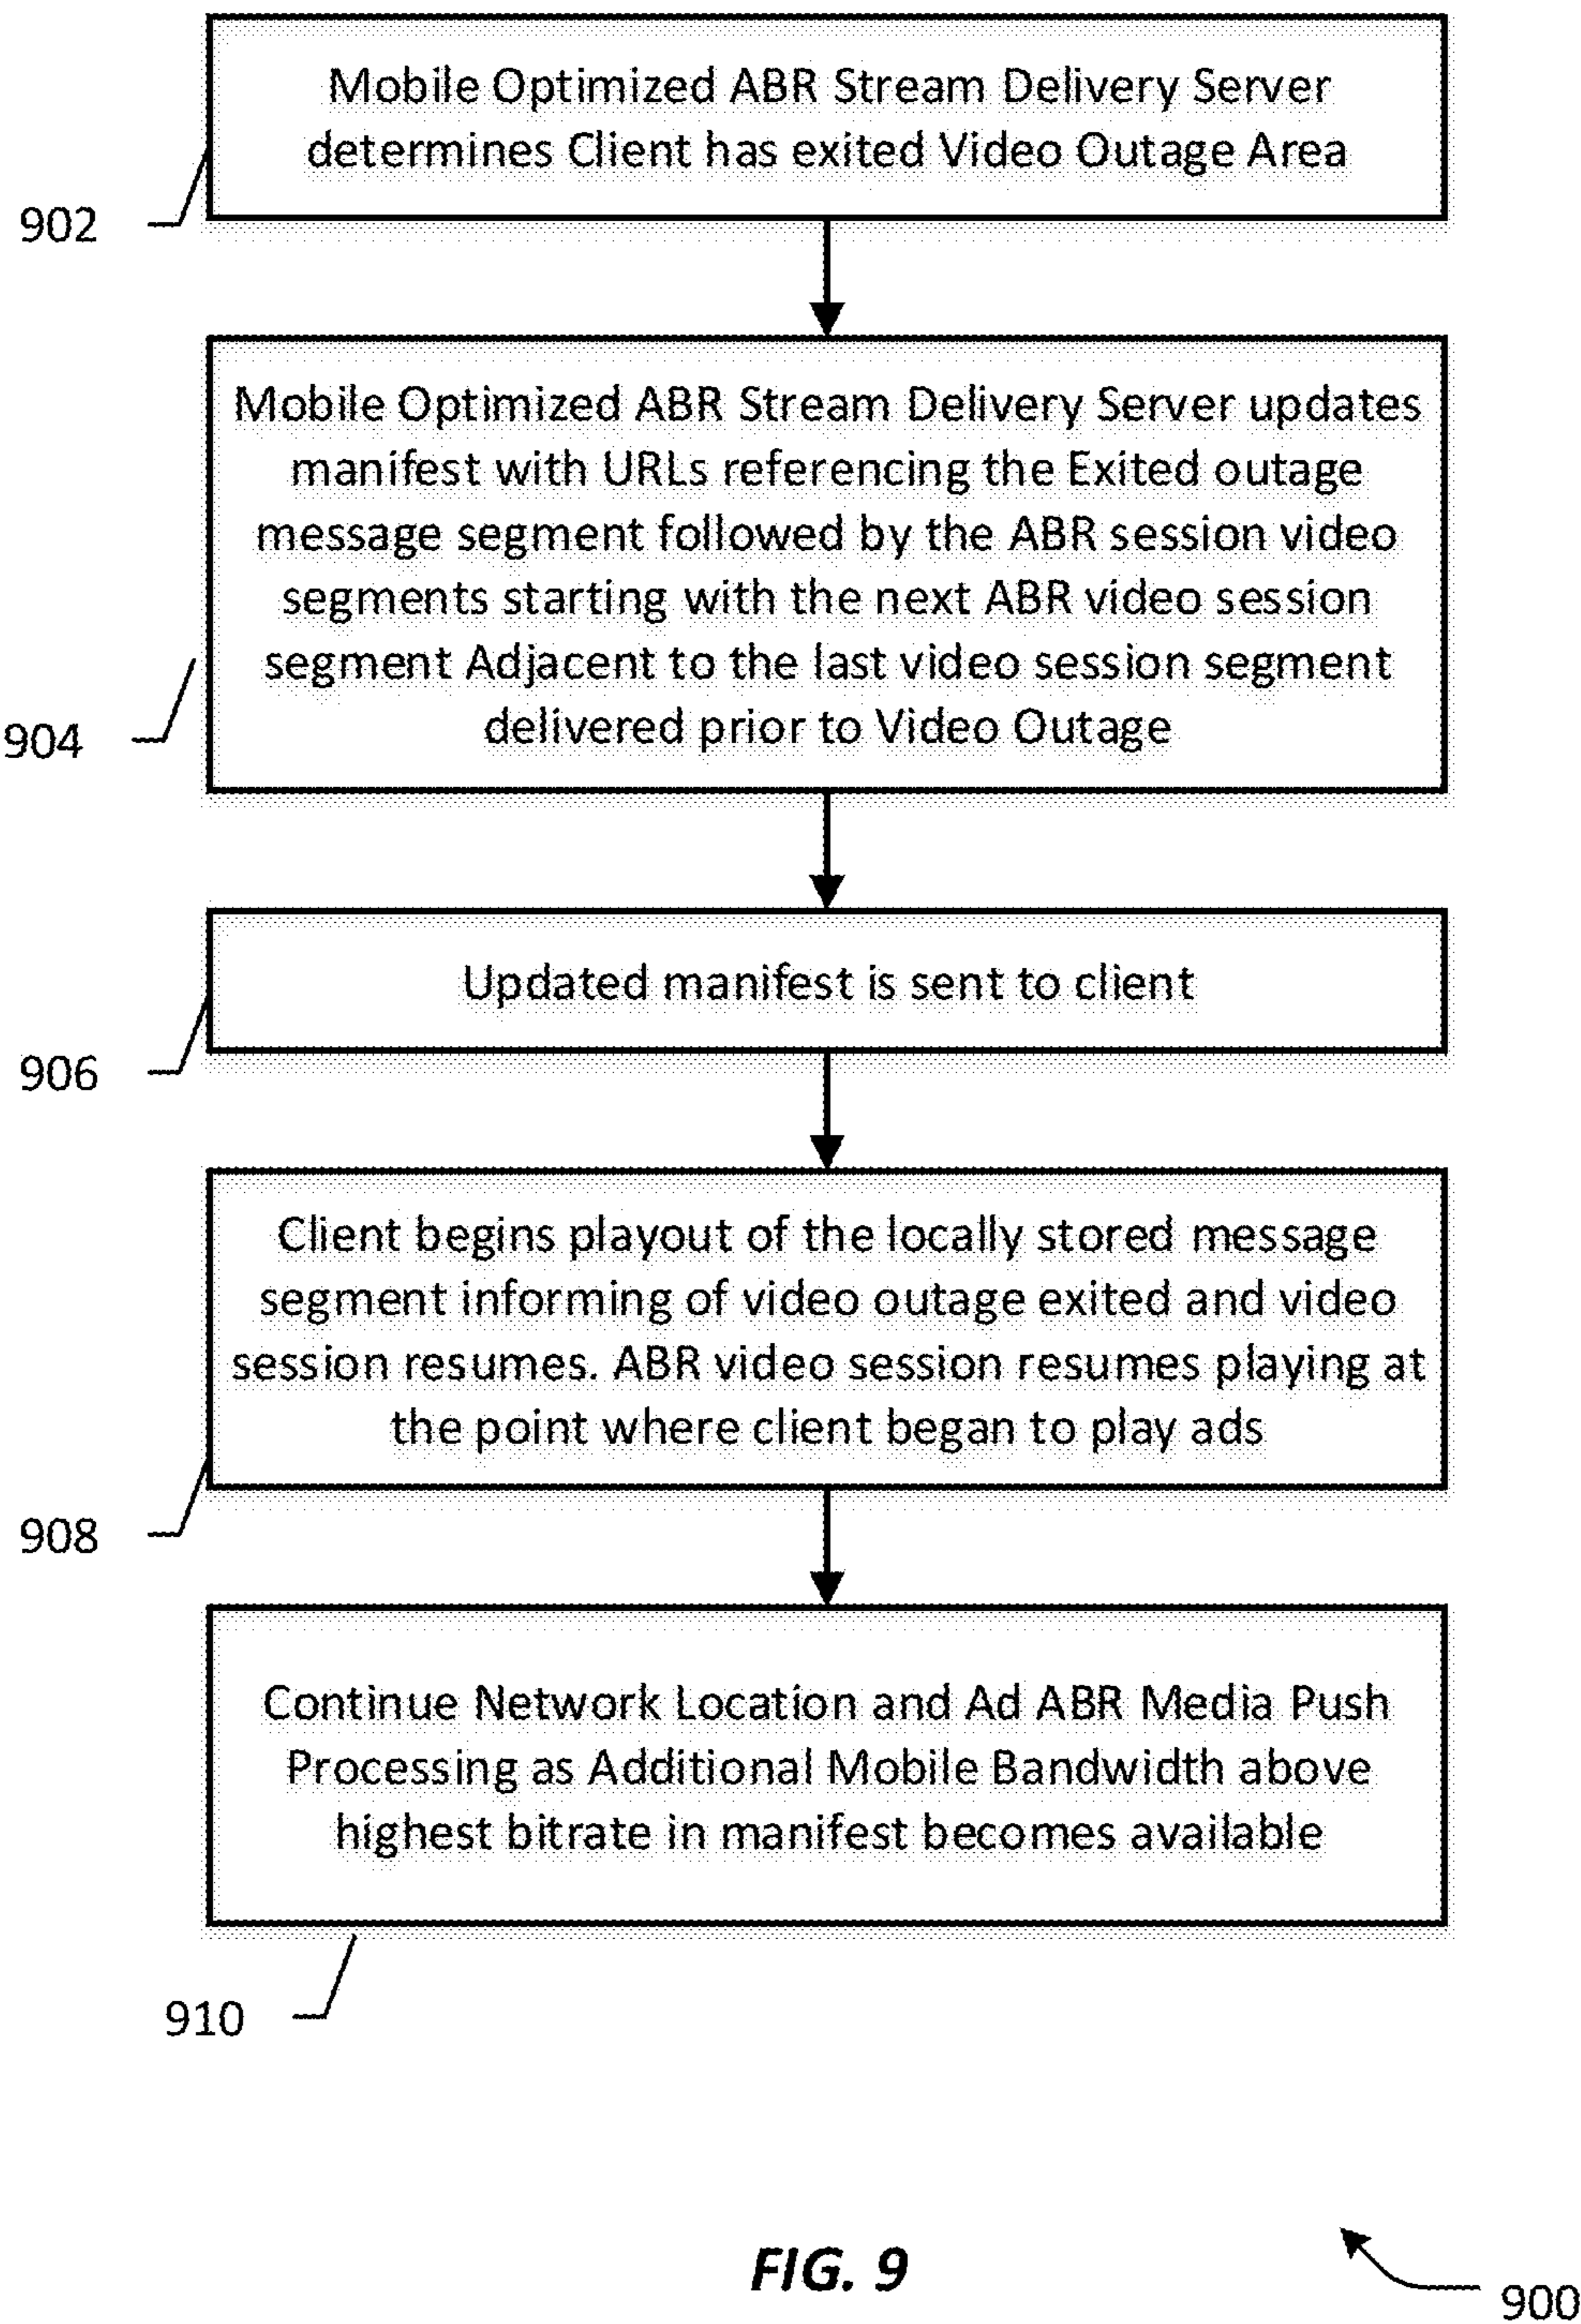 Mobile Optimized ABR Stream Delivery Server
determines Client has exited Video Outage Area
902
Mobile Optimized ABR Stream Delivery Server updates
manifest with URLs referencing the Exited outage
message segment followed by the ABR session video
segments starting with the next ABR video session
segment Adjacent to the last video session segment
delivered prior to Video Outage
904
Updated manifest is sent to client
906
Client begins playout of the locally stored message
segment informing of video outage exited and video
session resumes. ABR video session resumes playing at
the point where client began to play ads
908
Continue Network Location and Ad ABR Media Push
Processing as Additional Mobile Bandwidth above
highest bitrate in manifest becomes available
910
FIG. 9
900